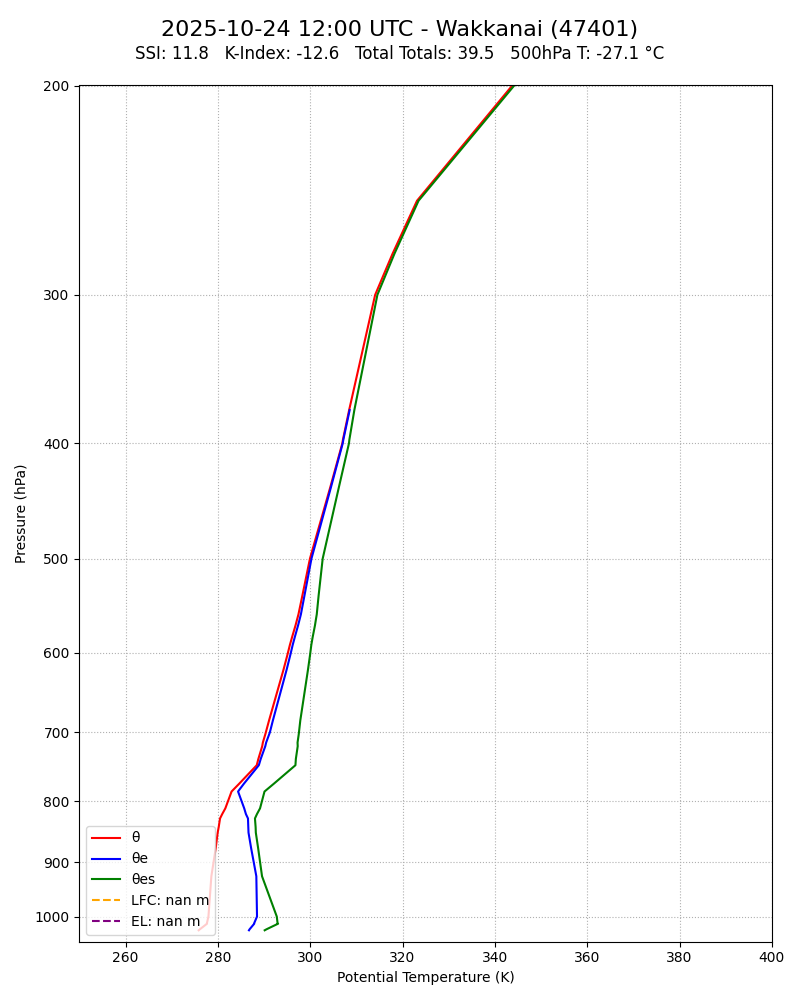 2025-10-24 12:00 UTC - Wakkanai (47401)
SSI: 11.8   K-Index: -12.6   Total Totals: 39.5   500hPa T: -27.1 °C
200
300
400
500
600
700
800
900
1000
Pressure (hPa)
θ
θe
θes
LFC: nan m
EL: nan m
260
280
300
320
340
360
380
400
Potential Temperature (K)